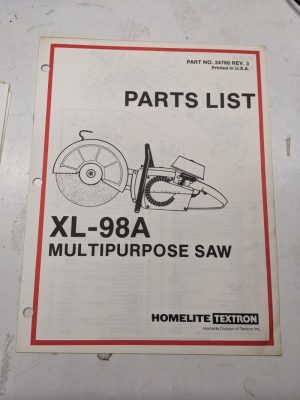 PART NO. 24760 REV. 3
Printed in U.S.A.
PARTS LIST
XL-98A
MULTIPURPOSE SAW
HOMELITE TEXTRON
Homelite Division of Textron Inc.